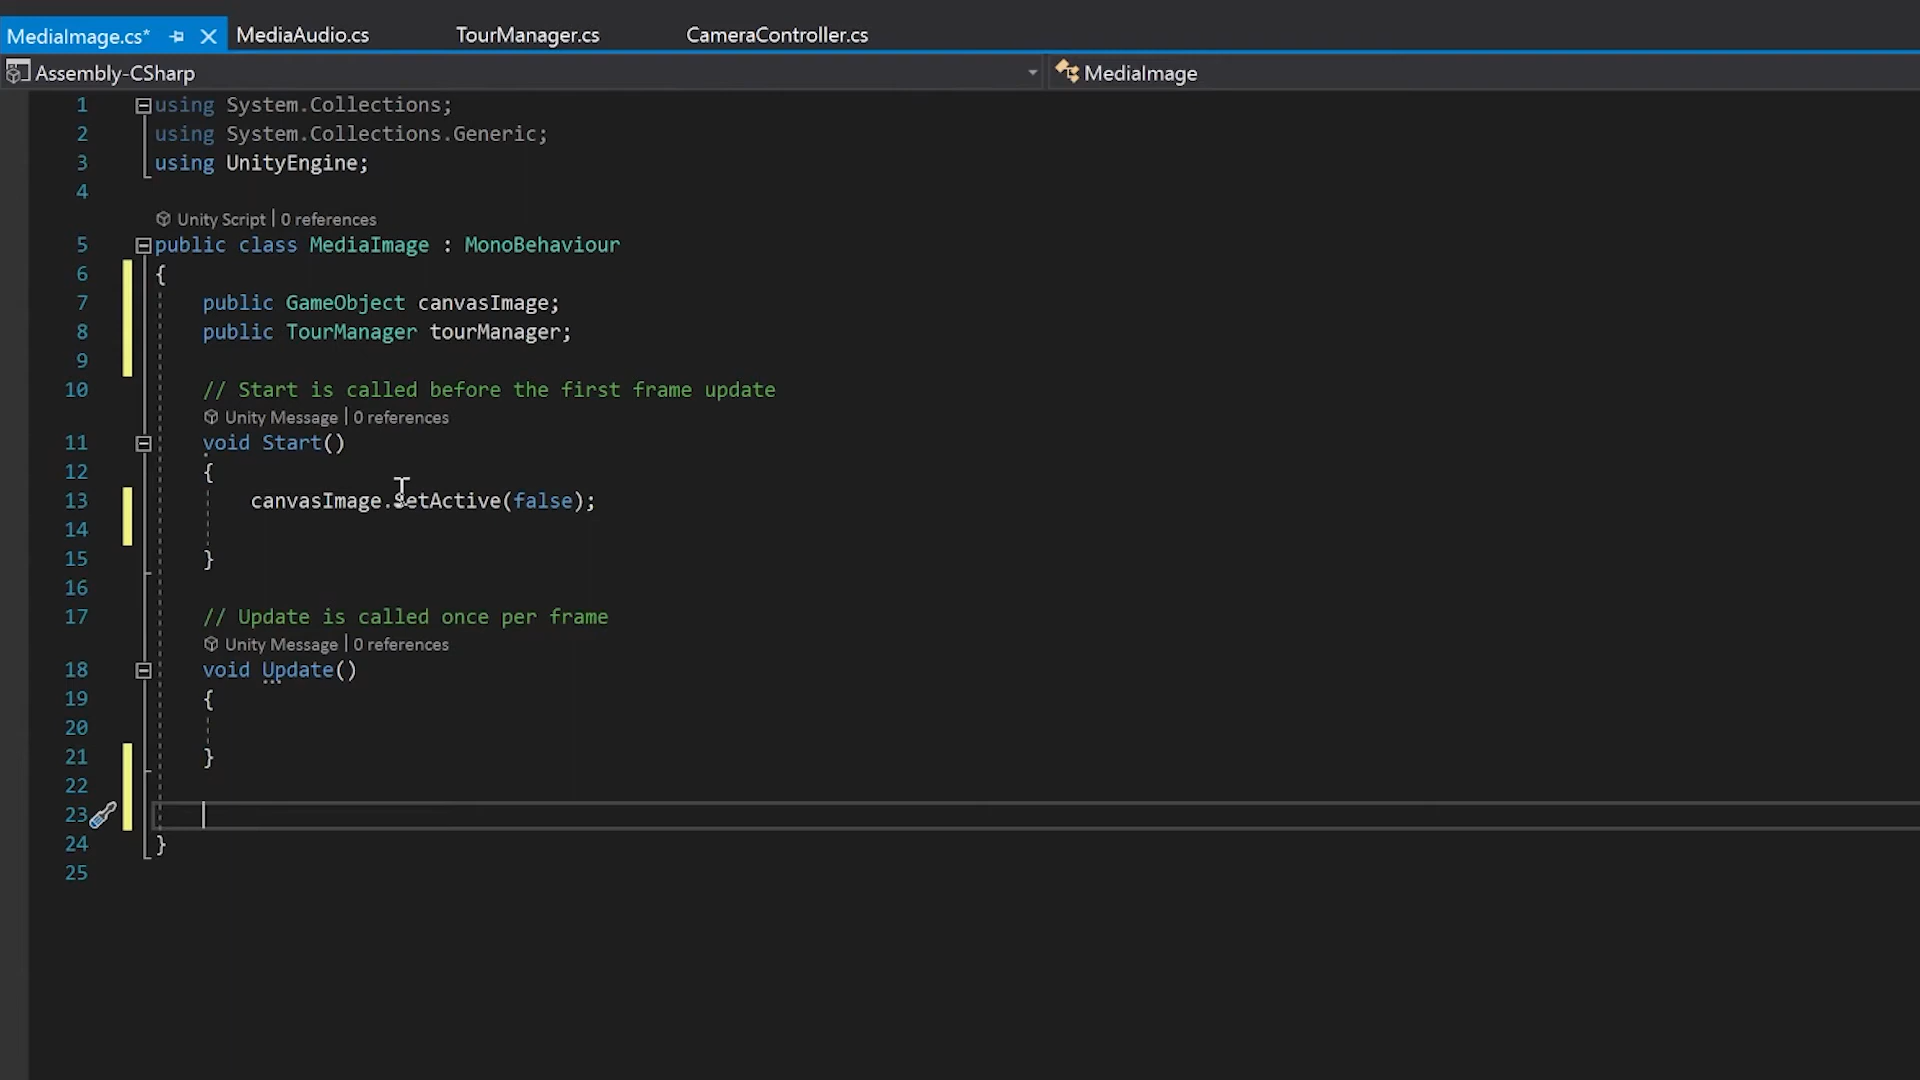 MediaImage.cs* MediaAudio.cs TourManager.cs CameraController.cs
Assembly-CSharp MediaImage
1 using System.Collections;
2 using System.Collections.Generic;
3 using UnityEngine;
4
Unity Script | 0 references
5 public class MediaImage : MonoBehaviour
6 {
7 public GameObject canvasImage;
8 public TourManager tourManager;
9
10 // Start is called before the first frame update
Unity Message | 0 references
11 void Start()
12 {
13 canvasImage.SetActive(false);
14
15 }
16
17 // Update is called once per frame
Unity Message | 0 references
18 void Update()
19 {
20
21 }
22
23
24 }
25